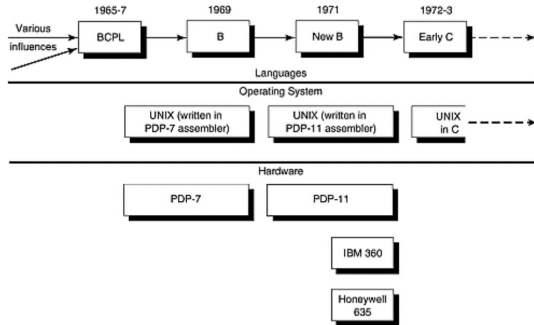 1965-7
1969
1971
1972-3
Various
influences
BCPL
B
New B
Early C
Languages
Operating System
UNIX (written in
PDP-7 assembler)
UNIX (written in
PDP-11 assembler)
UNIX
in C
Hardware
PDP-7
PDP-11
IBM 360
Honeywell
635